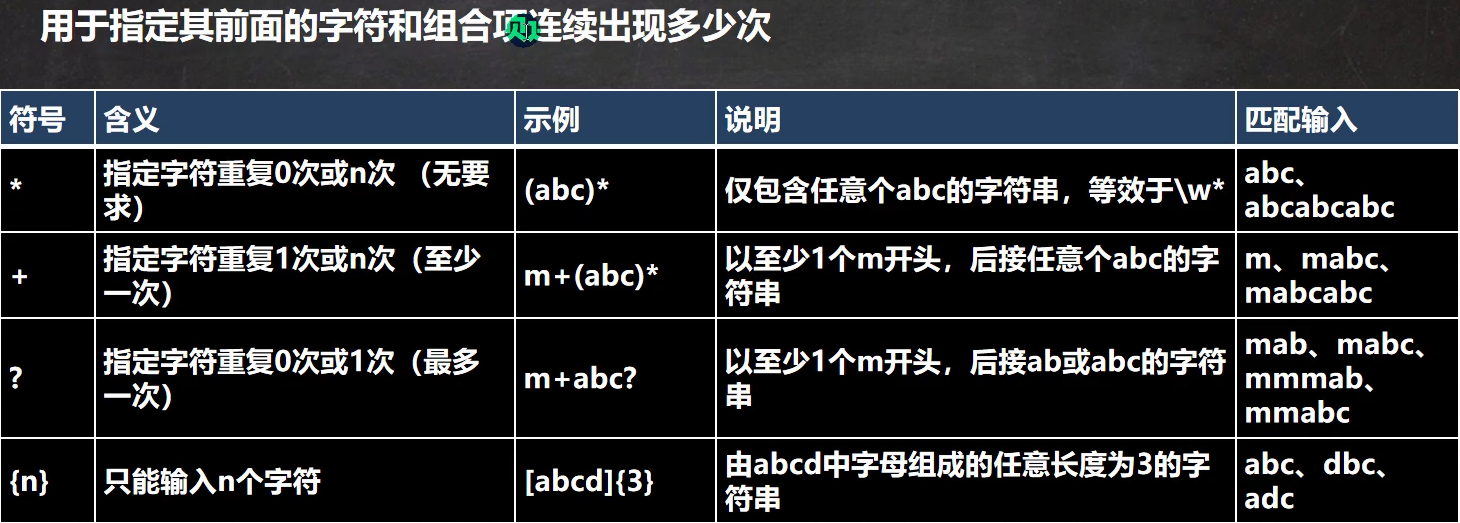 用于指定其前面的字符和组合项连续出现多少次
符号 含义 示例 说明 匹配输入
* 指定字符重复0次或n次 （无要 (abc)* 仅包含任意个abc的字符串，等效于\w* abc、
求） abcabcabc
+ 指定字符重复1次或n次（至少 m+(abc)* 以至少1个m开头，后接任意个abc的字 m、mabc、
一次） 符串 mabcabc
? 指定字符重复0次或1次（最多 m+abc? 以至少1个m开头，后接ab或abc的字符 mab、mabc、
一次） 串 mmmab、
mmabc
{n} 只能输入n个字符 [abcd]{3} 由abcd中字母组成的任意长度为3的字 abc、dbc、
符串 adc